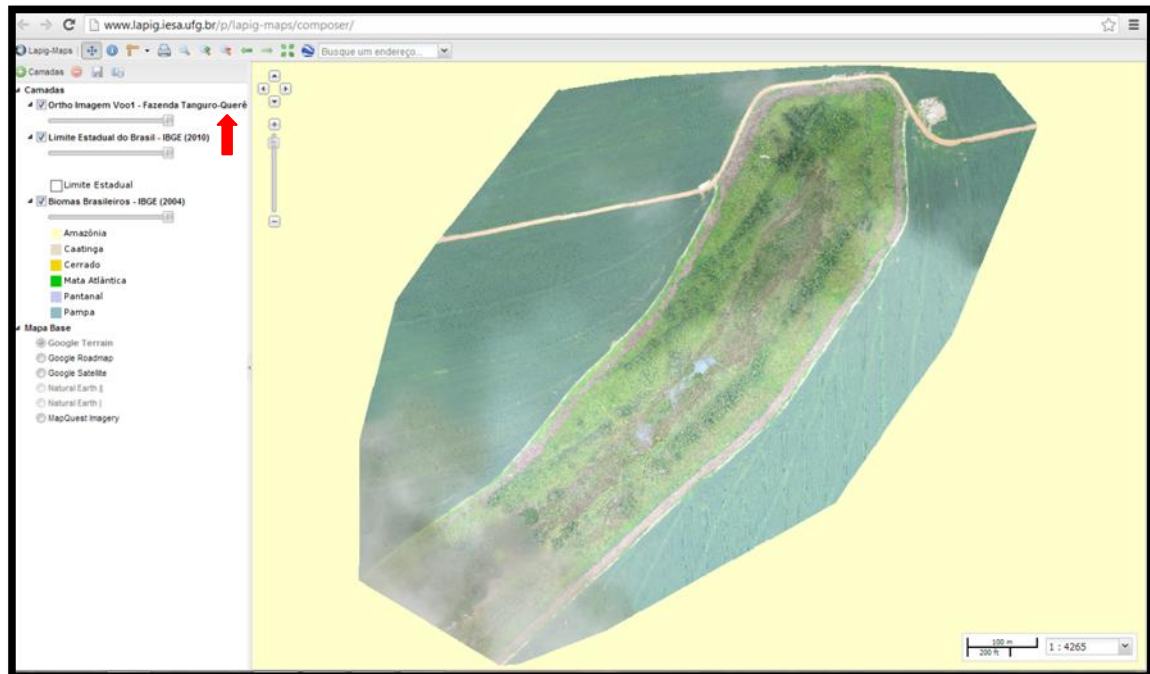 www.lapig.iesa.ufg.br/p/lapig-maps/composer/
Lapig-Maps Busque um endereço...
Camadas
Camadas
Ortho Imagem Voo1 - Fazenda Tanguro-Querê
Limite Estadual do Brasil - IBGE (2010)
Limite Estadual
Biomas Brasileiros - IBGE (2004)
Amazônia
Caatinga
Cerrado
Mata Atlântica
Pantanal
Pampa
Mapa Base
Google Terrain
Google Roadmap
Google Satellite
Natural Earth II
Natural Earth I
MapQuest Imagery
100 m
200 ft
1 : 4265